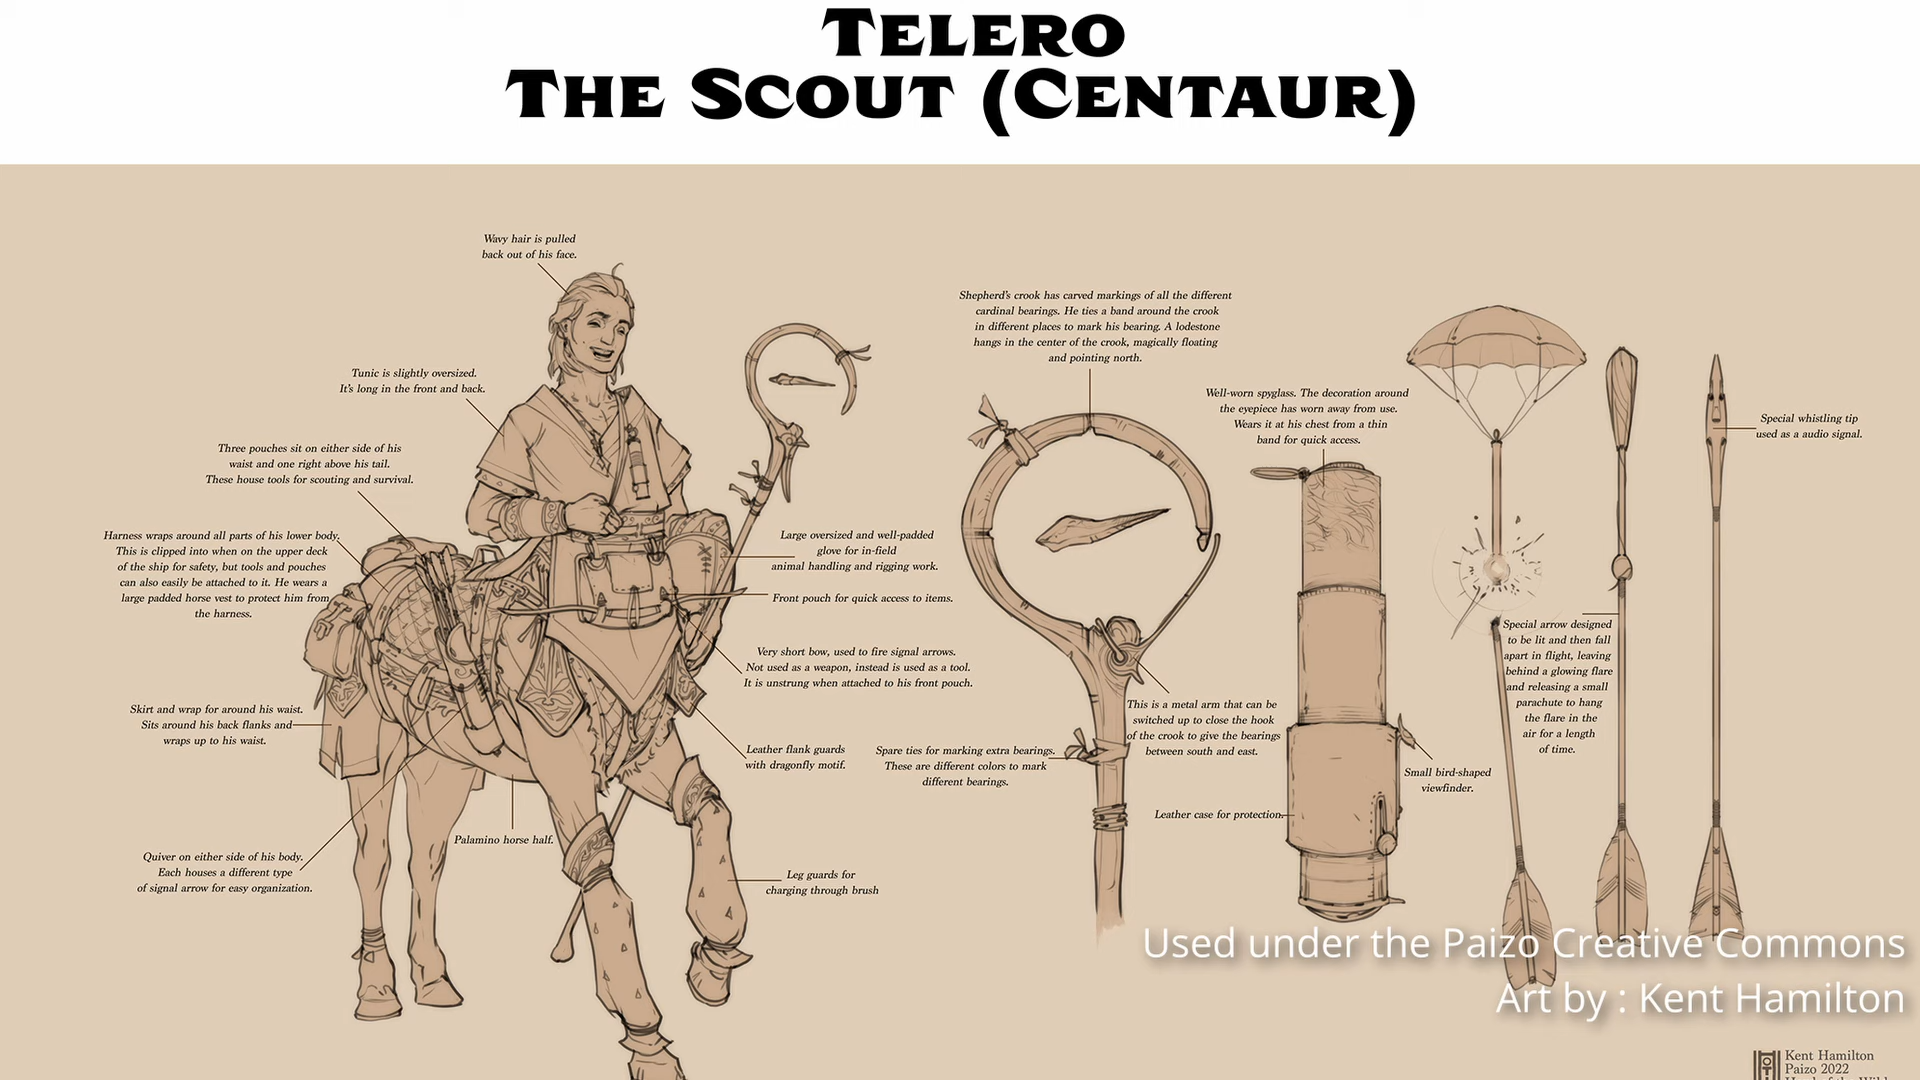 TELERO
THE SCOUT (CENTAUR)
Wavy hair is pulled
back out of his face.
Tunic is slightly oversized.
It's long in the front and back.
Three pouches sit on either side of his
waist and one right above his tail.
These house tools for scouting and survival.
Harness wraps around all parts of his lower body.
This is clipped into when on the upper deck
of the ship for safety, but tools and pouches
can also easily be attached to it. He wears a
large padded horse vest to protect him from
the harness.
Skirt and wrap for around his waist.
Sits around his back flanks and
wraps up to his waist.
Quiver on either side of his body.
Each houses a different type
of signal arrow for easy organization.
Palamino horse half.
Large oversized and well-padded
glove for in-field
animal handling and rigging work.
Front pouch for quick access to items.
Very short bow, used to fire signal arrows.
Not used as a weapon, instead is used as a tool.
It is unstrung when attached to his front pouch.
Leather flank guards
with dragonfly motif.
Leg guards for
charging through brush
Shepherd's crook has carved markings of all the different
cardinal bearings. He ties a band around the crook
in different places to mark his bearing. A lodestone
hangs in the center of the crook, magically floating
and pointing north.
This is a metal arm that can be
switched up to close the hook
of the crook to give the bearings
between south and east.
Spare ties for marking extra bearings.
These are different colors to mark
different bearings.
Well-worn spyglass. The decoration around
the eyepiece has worn away from use.
Wears it at his chest from a thin
band for quick access.
Small bird-shaped
viewfinder.
Leather case for protection.
Special arrow designed
to be lit and then fall
apart in flight, leaving
behind a glowing flare
and releasing a small
parachute to hang
the flare in the
air for a length
of time.
Special whistling tip
used as a audio signal.
Used under the Paizo Creative Commons
Art by : Kent Hamilton
Kent Hamilton
Paizo 2022